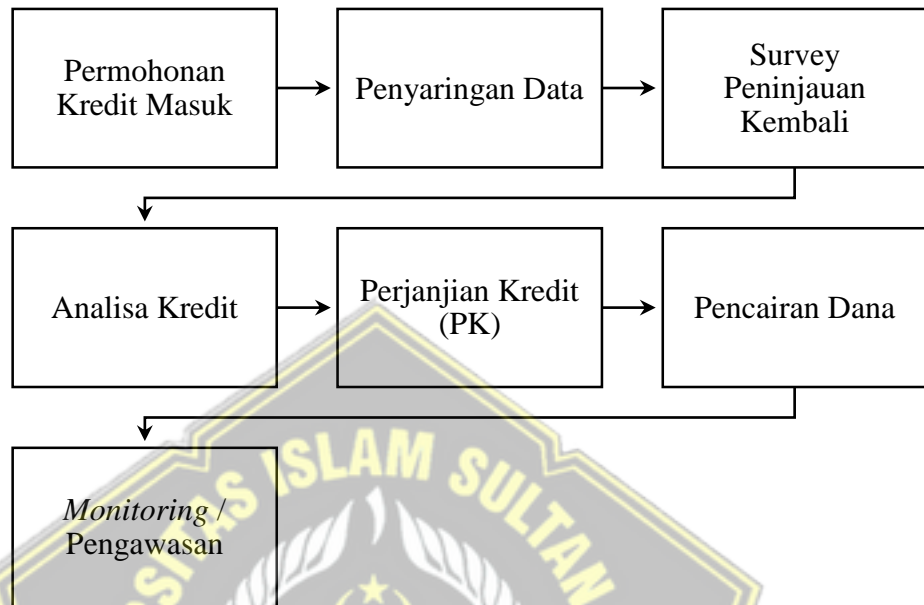 Permohonan
Kredit Masuk
Penyaringan Data
Survey
Peninjauan
Kembali
Analisa Kredit
Perjanjian Kredit
(PK)
Pencairan Dana
Monitoring /
Pengawasan
SITAS ISLAM SULTAN